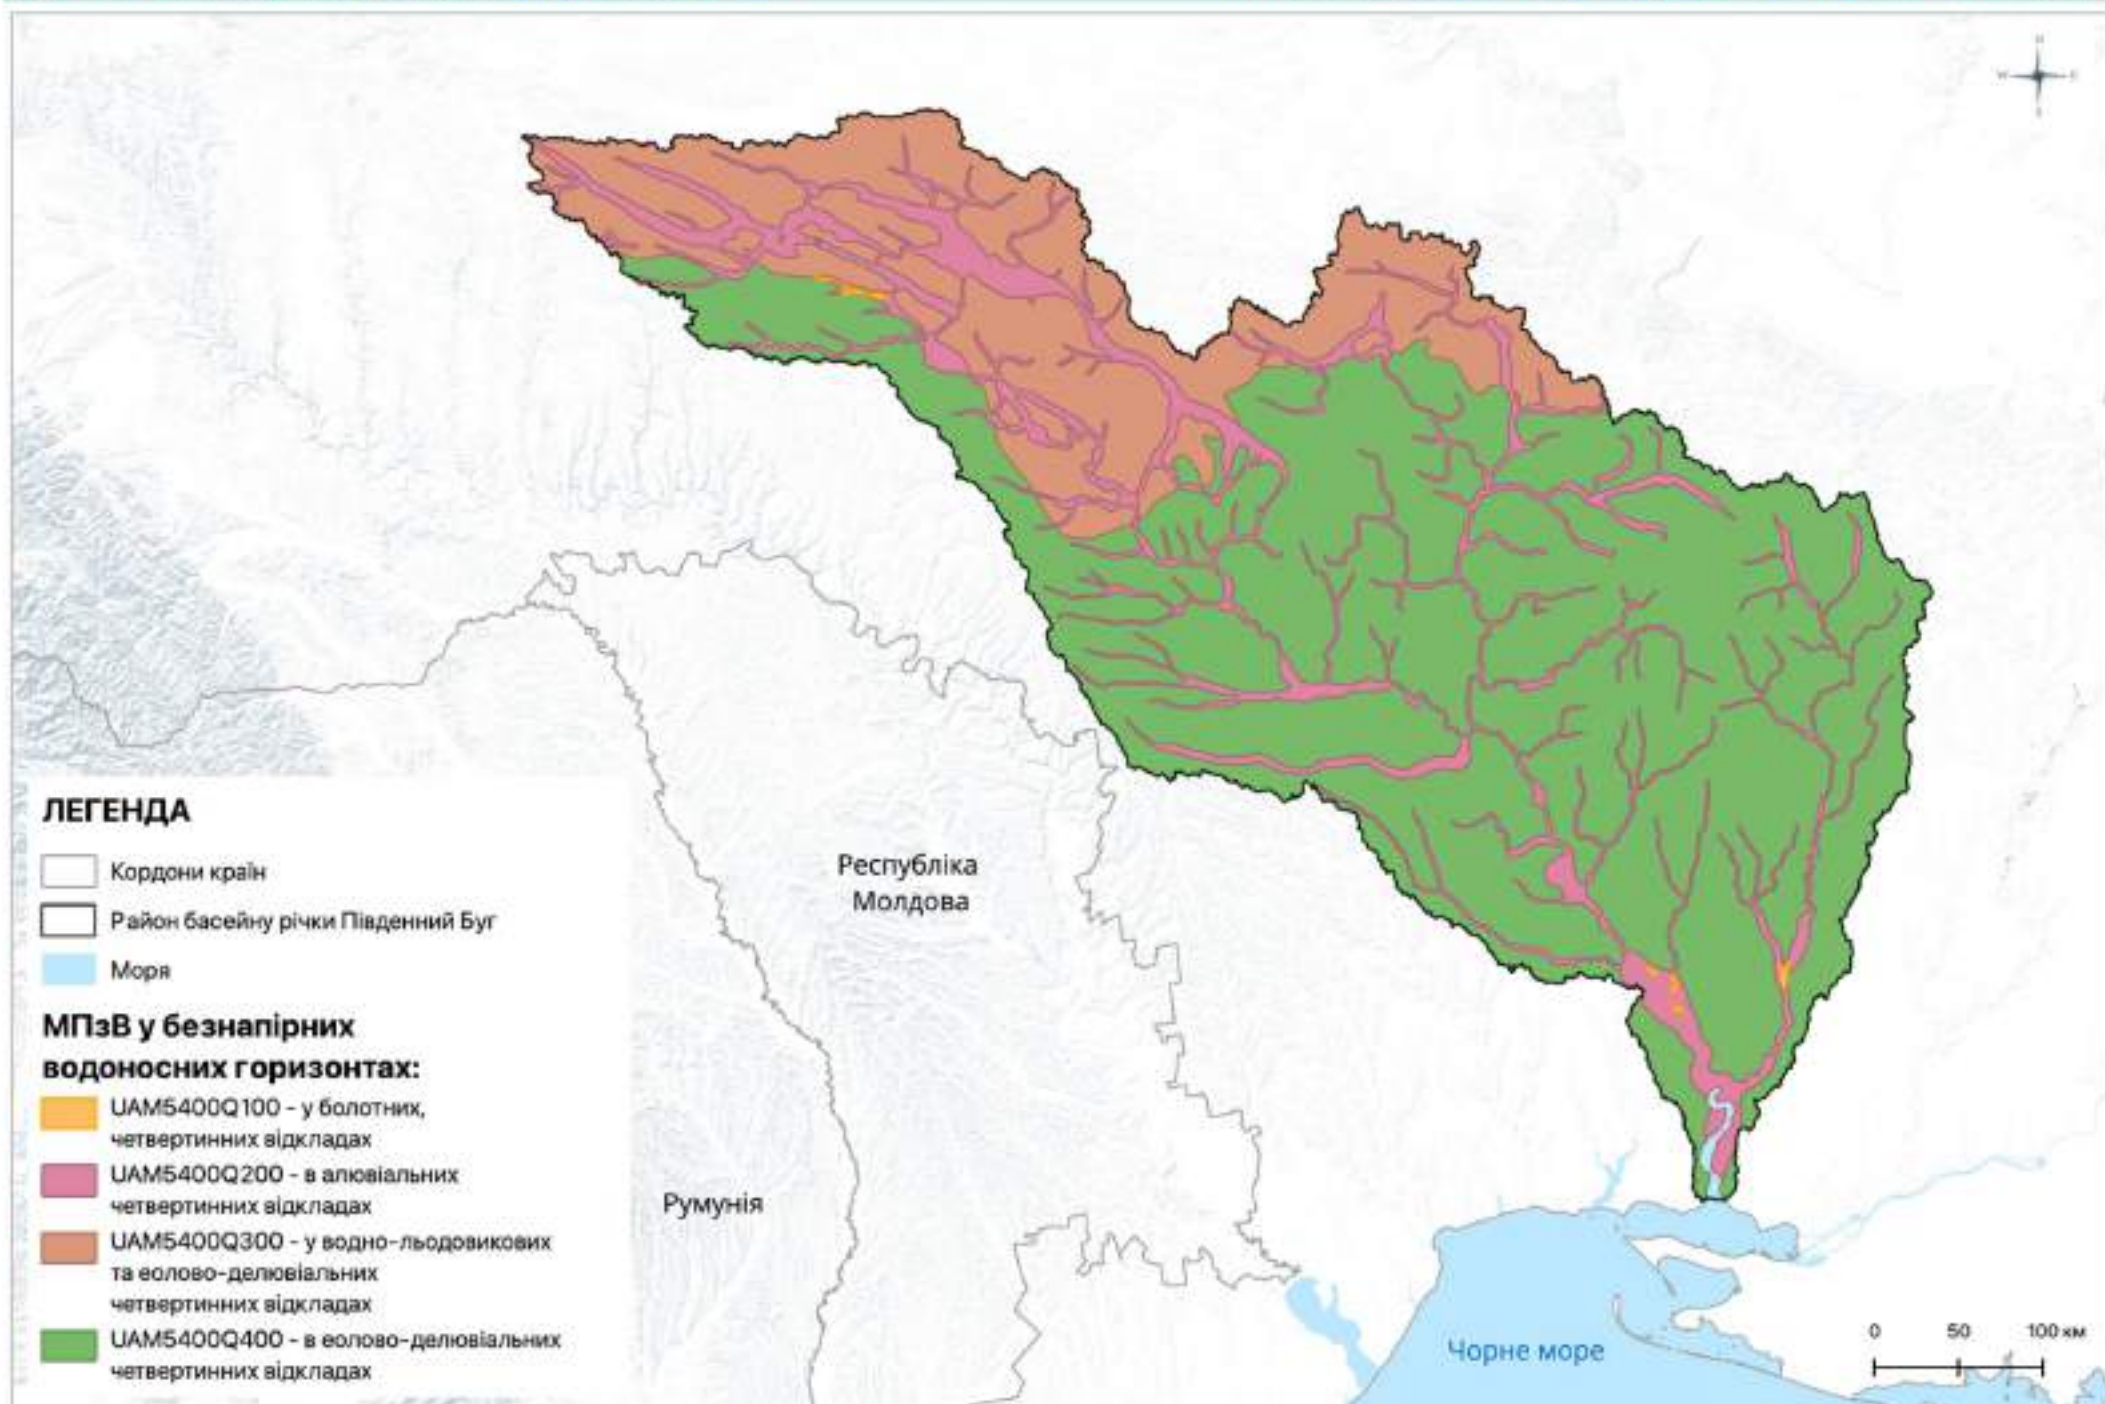 N
W E
S
Республіка
Молдова
Румунія
Чорне море
0 50 100 км
ЛЕГЕНДА
Кордони країн
Район басейну річки Південний Буг
Моря
МПзВ у безнапірних
водоносних горизонтах:
UAM5400Q100 - у болотних,
четвертинних відкладах
UAM5400Q200 - в алювіальних
четвертинних відкладах
UAM5400Q300 - у водно-льодовикових
та еолово-делювіальних
четвертинних відкладах
UAM5400Q400 - в еолово-делювіальних
четвертинних відкладах